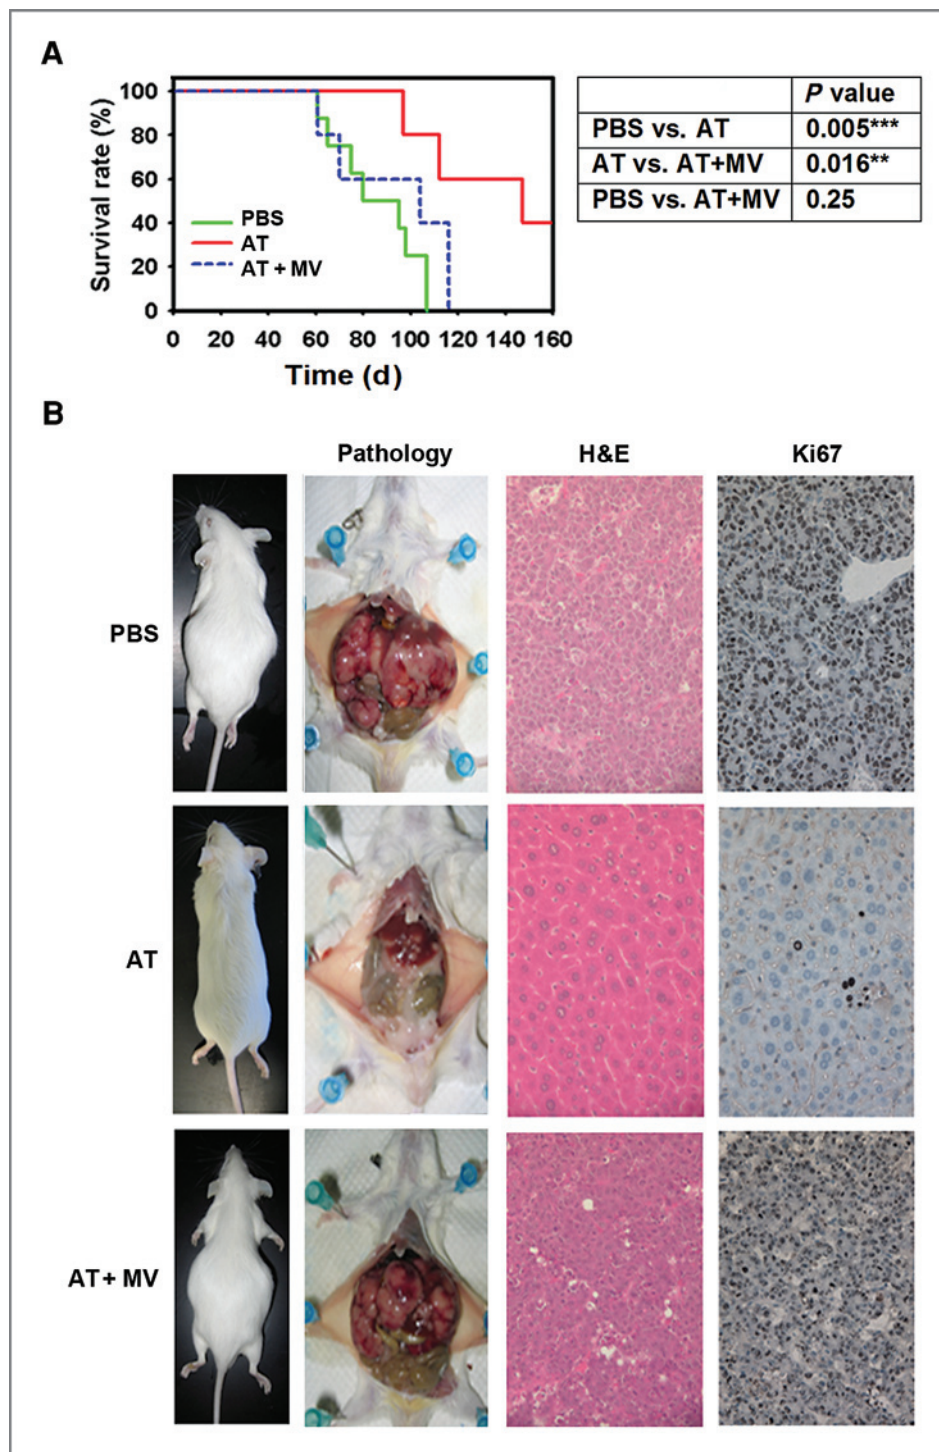 A
Survival rate (%)
100
80
60
40
20
0
PBS
AT
AT + MV
0 20 40 60 80 100 120 140 160
Time (d)
P value
PBS vs. AT 0.005***
AT vs. AT+MV 0.016**
PBS vs. AT+MV 0.25
B
Pathology H&E Ki67
PBS
AT
AT + MV